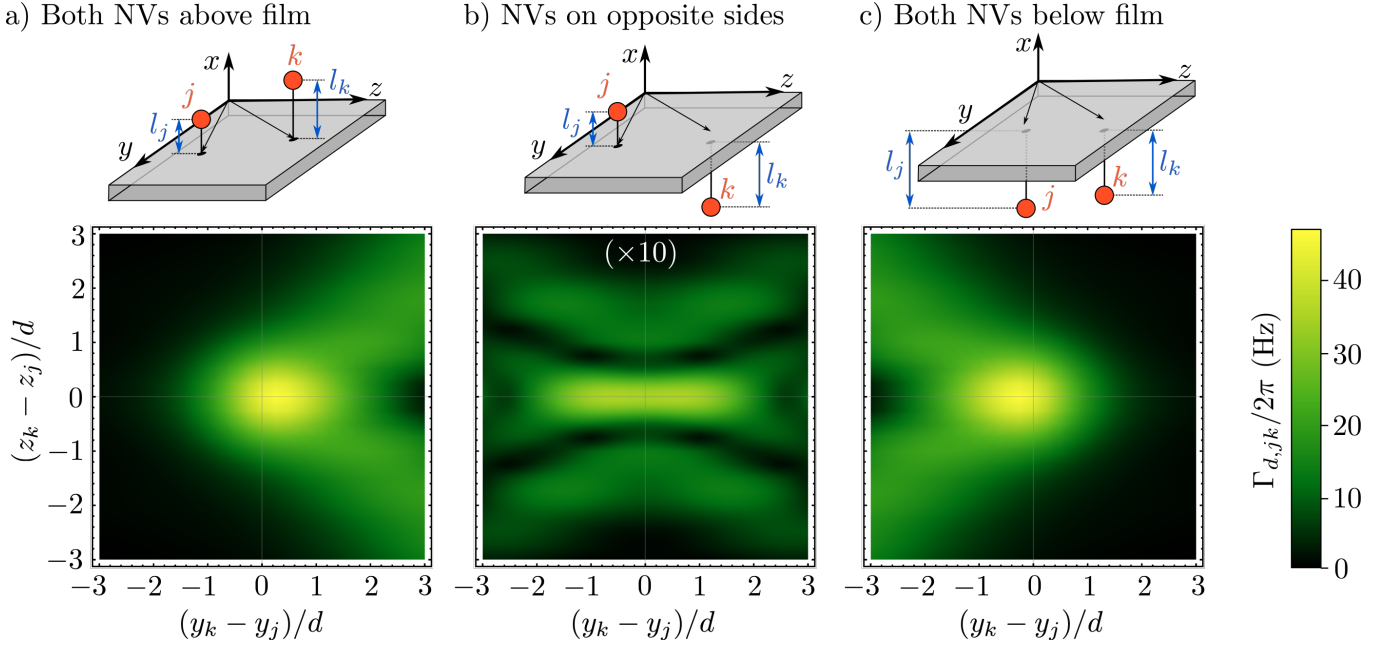 a) Both NVs above film
b) NVs on opposite sides
c) Both NVs below film
x
k
j
l_k
z
l_j
y
x
j
z
l_j
y
l_k
k
x
z
y
l_j
k
l_k
j
(×10)
3
2
1
0
−1
−2
−3
(z_k − z_j)/d
−3 −2 −1 0 1 2 3
(y_k − y_j)/d
−3 −2 −1 0 1 2 3
(y_k − y_j)/d
−3 −2 −1 0 1 2 3
(y_k − y_j)/d
40
30
20
10
0
Γ_{d,jk}/2π (Hz)